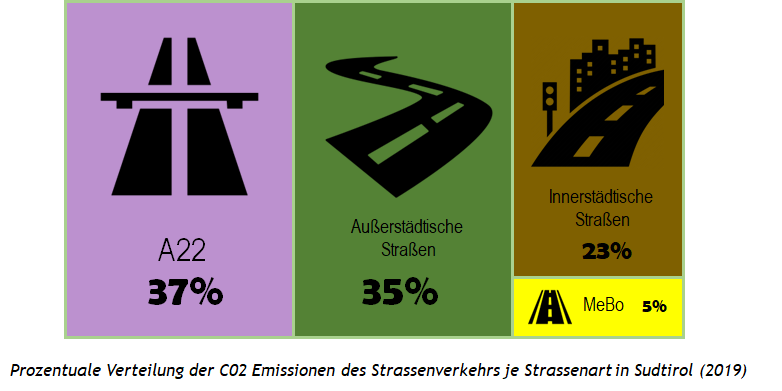 A22
37%
Außerstädtische
Straßen
35%
Innerstädtische
Straßen
23%
MeBo 5%
Prozentuale Verteilung der C02 Emissionen des Strassenverkehrs je Strassenart in Sudtirol (2019)